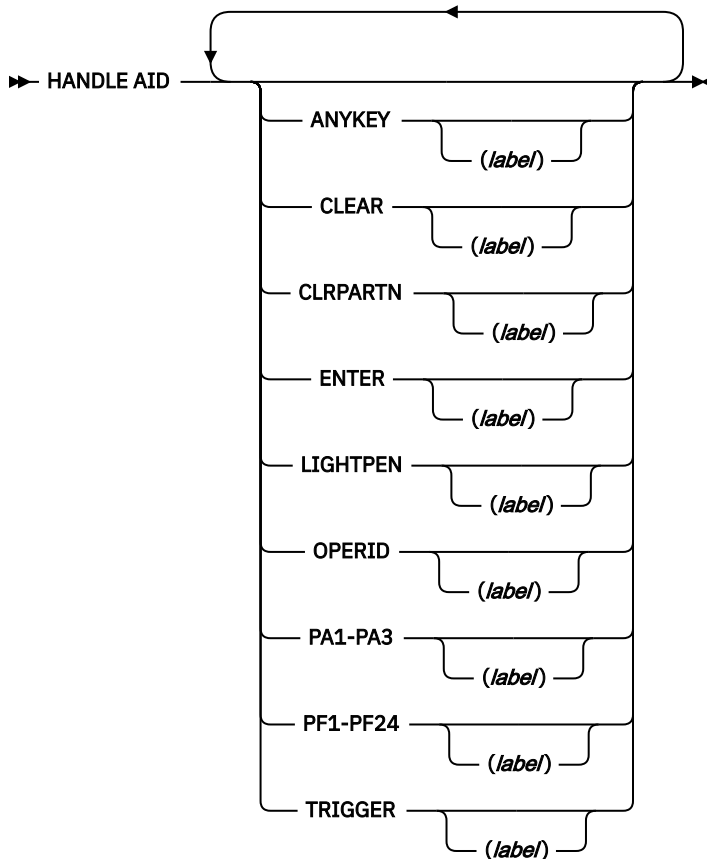 HANDLE AID
ANYKEY
(label)
CLEAR
(label)
CLRPARTN
(label)
ENTER
(label)
LIGHTPEN
(label)
OPERID
(label)
PA1-PA3
(label)
PF1-PF24
(label)
TRIGGER
(label)